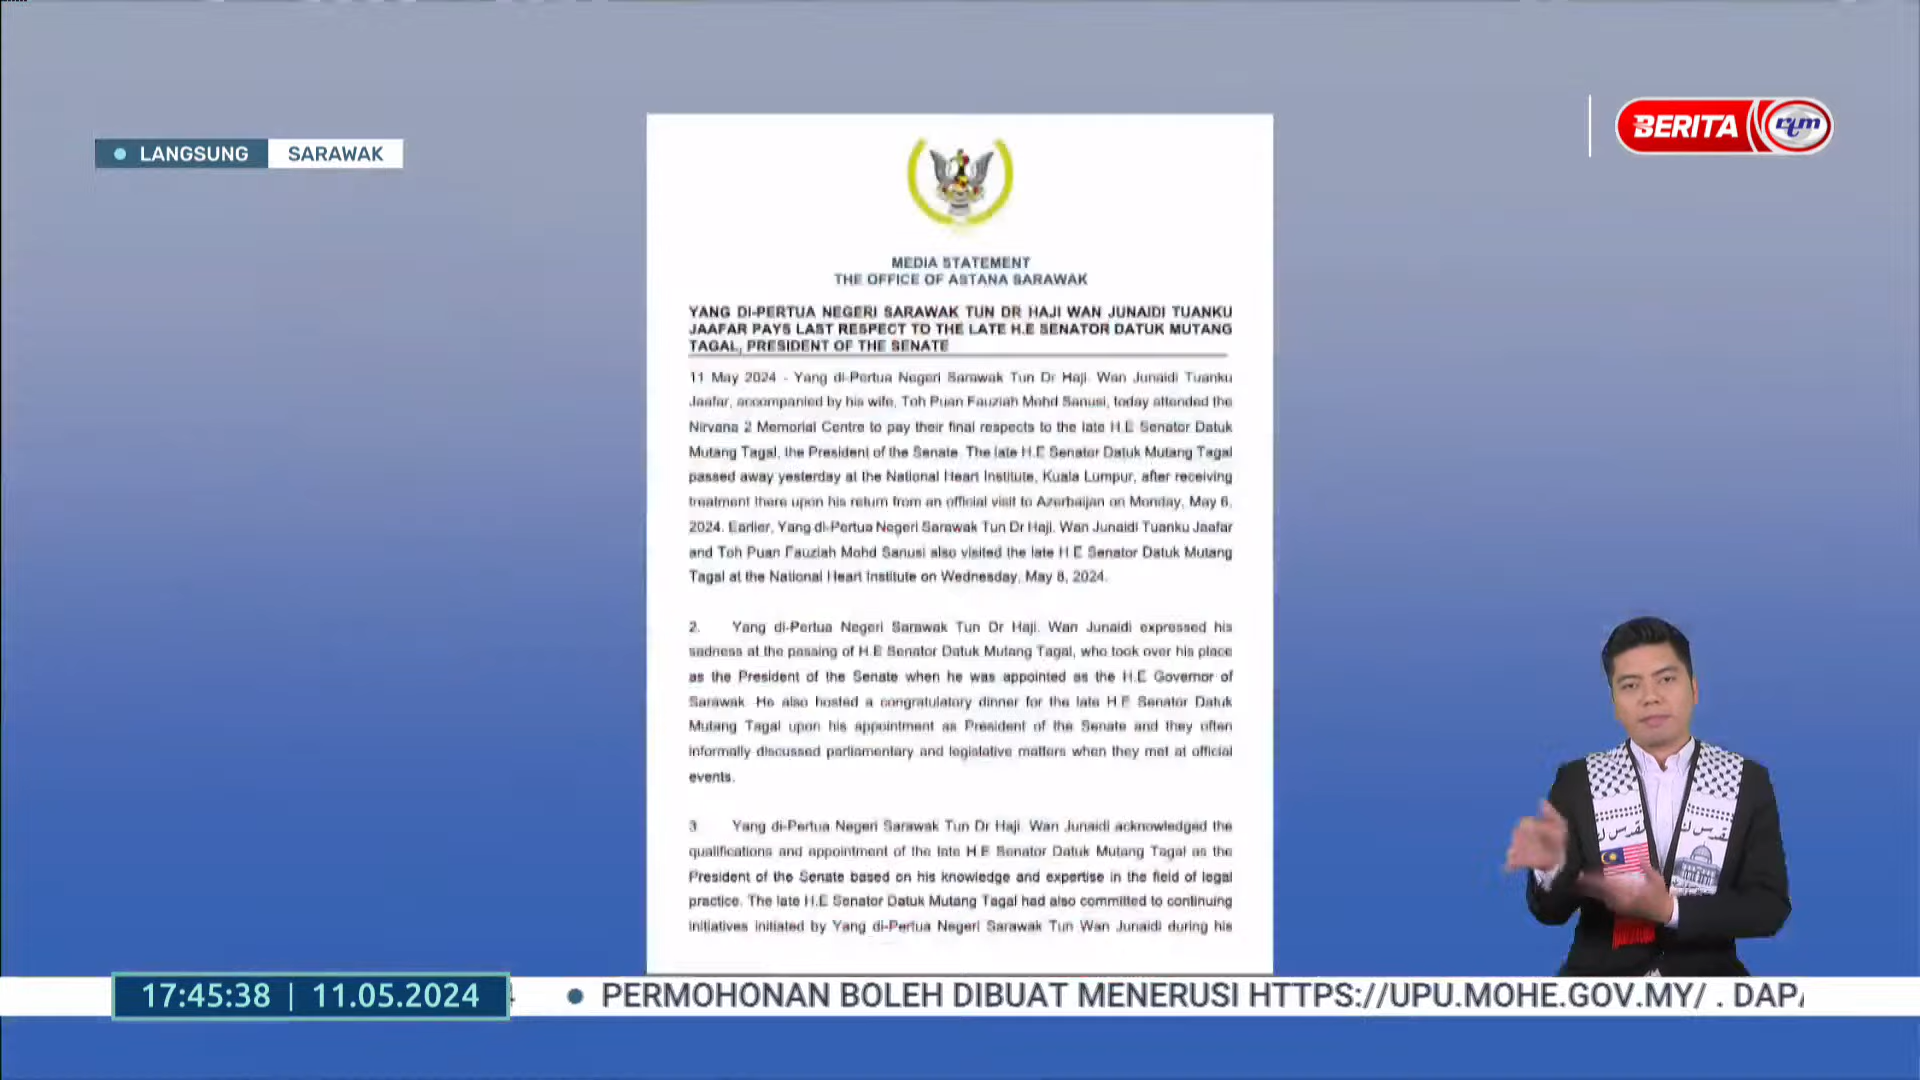 LANGSUNG SARAWAK
BERITA rtm
MEDIA STATEMENT
THE OFFICE OF ASTANA SARAWAK
YANG DI-PERTUA NEGERI SARAWAK TUN DR HAJI WAN JUNAIDI TUANKU
JAAFAR PAYS LAST RESPECT TO THE LATE H.E SENATOR DATUK MUTANG
TAGAL, PRESIDENT OF THE SENATE
11 May 2024 - Yang di-Pertua Negeri Sarawak Tun Dr Haji. Wan Junaidi Tuanku
Jaafar, accompanied by his wife, Toh Puan Fauziah Mohd Sanusi, today attended the
Nirvana 2 Memorial Centre to pay their final respects to the late H.E Senator Datuk
Mutang Tagal, the President of the Senate. The late H.E Senator Datuk Mutang Tagal
passed away yesterday at the National Heart Institute, Kuala Lumpur, after receiving
treatment there upon his return from an official visit to Azerbaijan on Monday, May 6,
2024. Earlier, Yang di-Pertua Negeri Sarawak Tun Dr Haji. Wan Junaidi Tuanku Jaafar
and Toh Puan Fauziah Mohd Sanusi also visited the late H.E Senator Datuk Mutang
Tagal at the National Heart Institute on Wednesday, May 8, 2024.
2. Yang di-Pertua Negeri Sarawak Tun Dr Haji. Wan Junaidi expressed his
sadness at the passing of H.E Senator Datuk Mutang Tagal, who took over his place
as the President of the Senate when he was appointed as the H.E Governor of
Sarawak. He also hosted a congratulatory dinner for the late H.E Senator Datuk
Mutang Tagal upon his appointment as President of the Senate and they often
informally discussed parliamentary and legislative matters when they met at official
events.
3. Yang di-Pertua Negeri Sarawak Tun Dr Haji. Wan Junaidi acknowledged the
qualifications and appointment of the late H.E Senator Datuk Mutang Tagal as the
President of the Senate based on his knowledge and expertise in the field of legal
practice. The late H.E Senator Datuk Mutang Tagal had also committed to continuing
initiatives initiated by Yang di-Pertua Negeri Sarawak Tun Wan Junaidi during his
17:45:38 | 11.05.2024
PERMOHONAN BOLEH DIBUAT MENERUSI HTTPS://UPU.MOHE.GOV.MY/ . DAPA